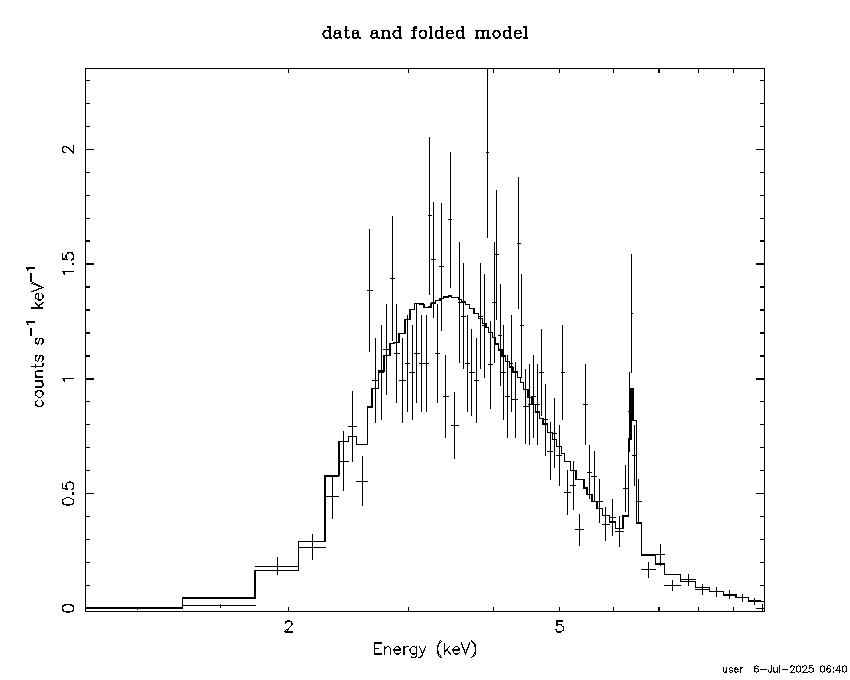 data and folded model
counts s⁻¹ keV⁻¹
2
1.5
1
0.5
0
2
5
Energy (keV)
user 6-Jul-2025 06:40